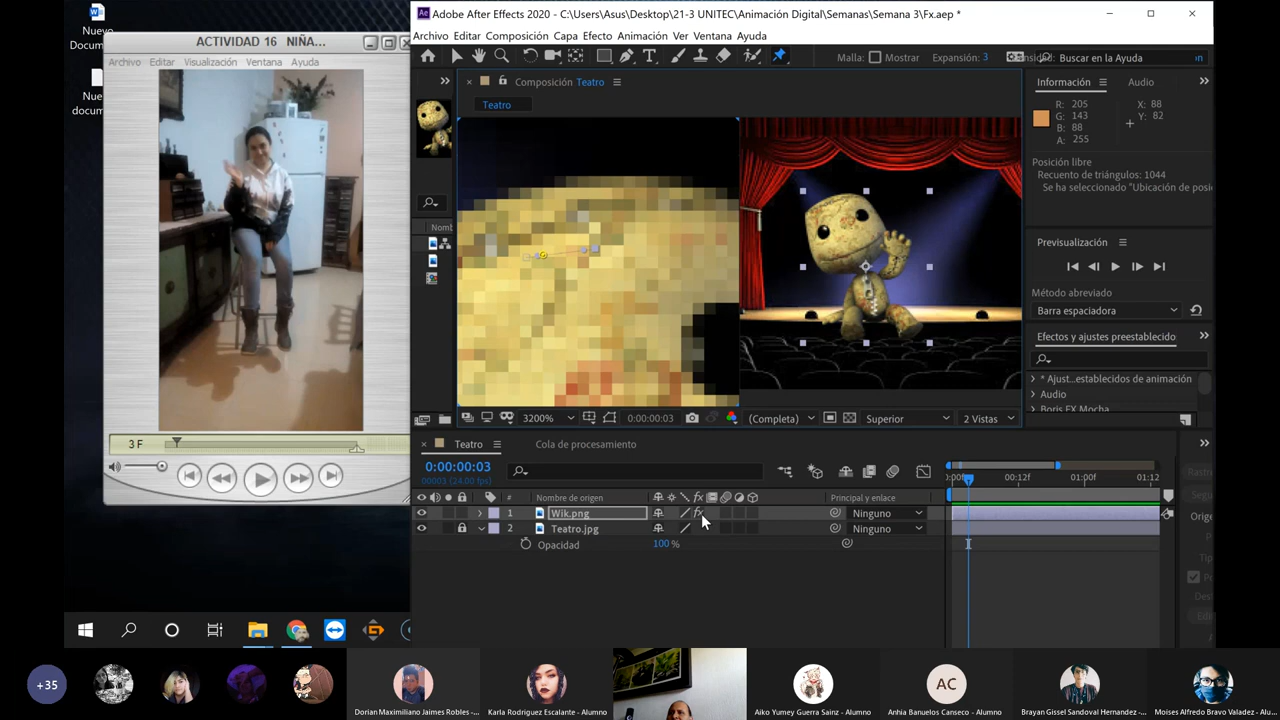 Nuevo
Docum...
Nue
docum...
ACTIVIDAD 16 NIÑA...
Archivo Editar Visualización Ventana Ayuda
3 F
Adobe After Effects 2020 - C:\Users\Asus\Desktop\21-3 UNITEC\Animación Digital\Semanas\Semana 3\Fx.aep *
Archivo Editar Composición Capa Efecto Animación Ver Ventana Ayuda
Malla: Mostrar Expansión: 3
Buscar en la Ayuda
Composición Teatro
Teatro
Nomb
3200%
0:00:00:03
(Completa)
Superior
2 Vistas
Información Audio
R: 205
G: 143
B: 88
A: 255
X: 88
Y: 82
Posición libre
Recuento de triángulos: 1044
Se ha seleccionado "Ubicación de posi
Previsualización
Método abreviado
Barra espaciadora
Efectos y ajustes preestablecido
* Ajust...establecidos de animación
Audio
Boris FX Mocha
Teatro
Cola de procesamiento
0:00:00:03
00003 (24.00 fps)
# Nombre de origen
Principal y enlace
1 Wik.png fx Ninguno
2 Teatro.jpg Ninguno
Opacidad 100 %
:00f 00:12f 01:00f 01:12
Rastre
Orige
Tip
Des
+35
AC
Dorian Maximiliano Jaimes Robles -...
Karla Rodriguez Escalante - Alumno
Aiko Yumey Guerra Sainz - Alumno
Anhia Banuelos Canseco - Alumno
Brayan Gissel Sandoval Hernandez -...
Moises Alfredo Bravo Valadez - Alu...